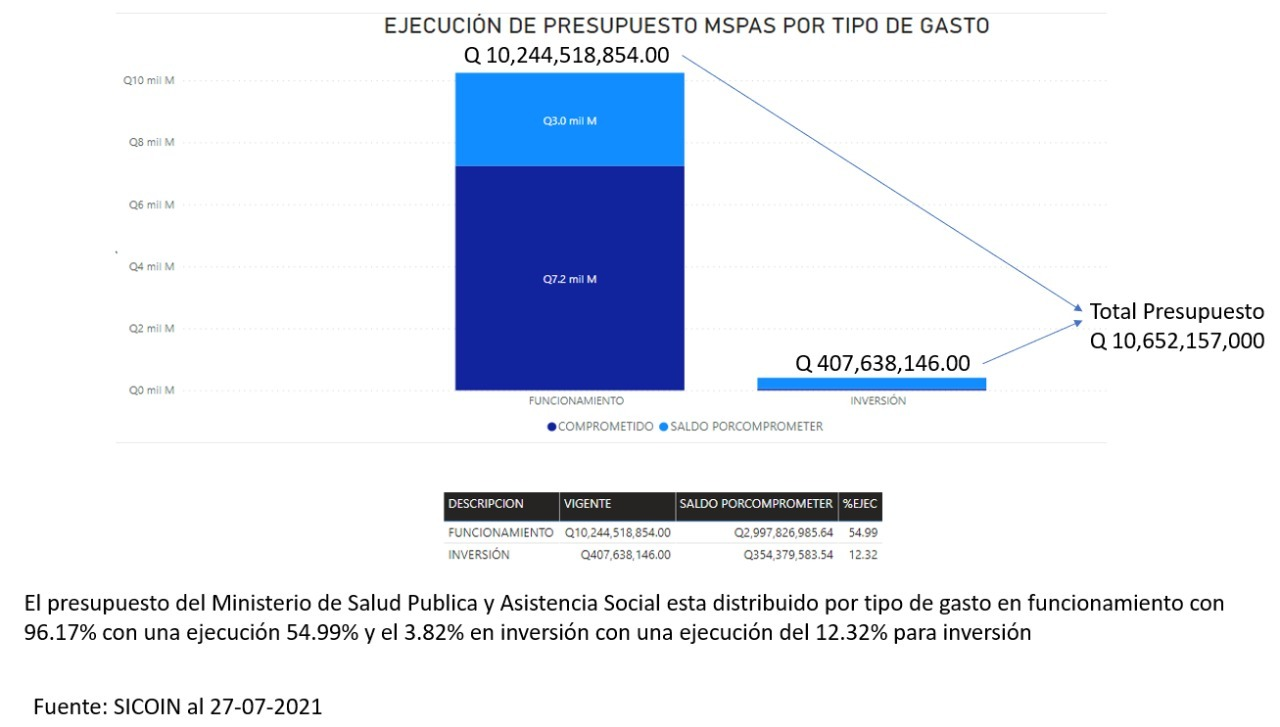 EJECUCIÓN DE PRESUPUESTO MSPAS POR TIPO DE GASTO
Q 10,244,518,854.00
Q10 mil M
Q8 mil M
Q6 mil M
Q4 mil M
Q2 mil M
Q0 mil M
Q3.0 mil M
Q7.2 mil M
Q 407,638,146.00
Total Presupuesto
Q 10,652,157,000
FUNCIONAMIENTO INVERSIÓN
COMPROMETIDO SALDO PORCOMPROMETER
DESCRIPCION VIGENTE SALDO PORCOMPROMETER %EJEC
FUNCIONAMIENTO Q10,244,518,854.00 Q2,997,826,985.64 54.99
INVERSIÓN Q407,638,146.00 Q354,379,583.54 12.32
El presupuesto del Ministerio de Salud Publica y Asistencia Social esta distribuido por tipo de gasto en funcionamiento con
96.17% con una ejecución 54.99% y el 3.82% en inversión con una ejecución del 12.32% para inversión
Fuente: SICOIN al 27-07-2021